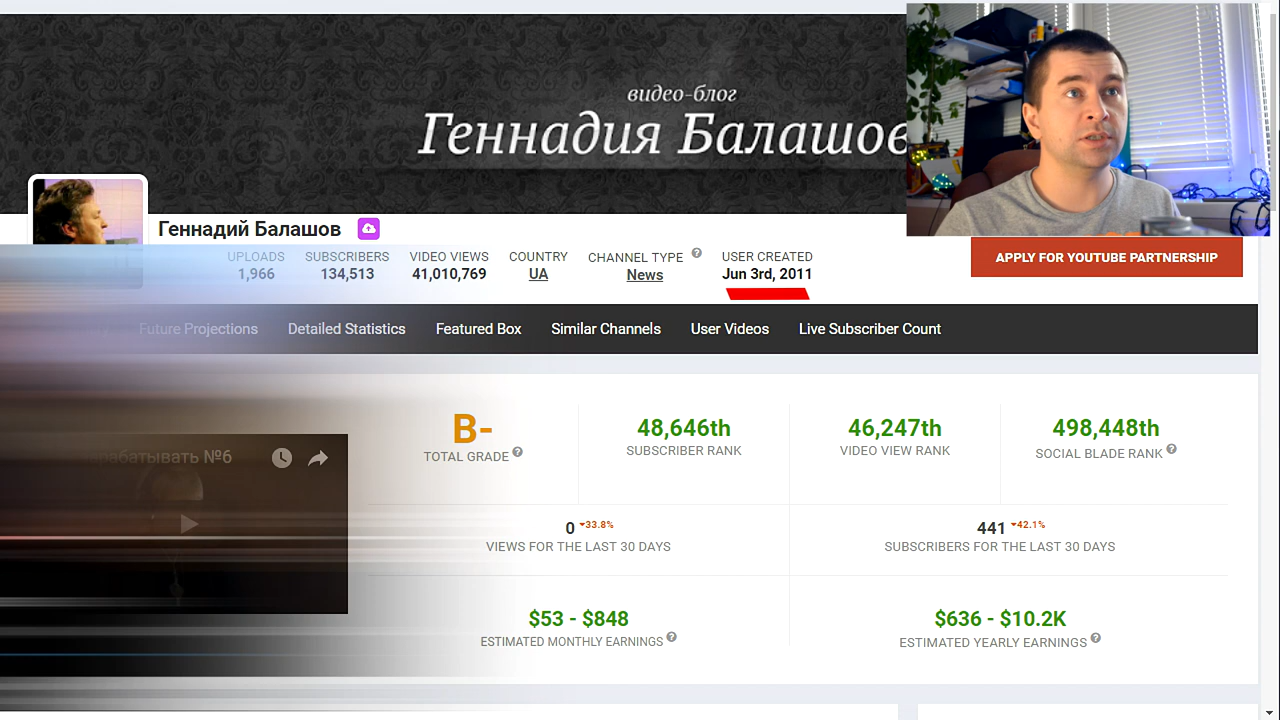 видео-блог
Геннадия Балашов
Геннадий Балашов
UPLOADS SUBSCRIBERS VIDEO VIEWS COUNTRY CHANNEL TYPE ? USER CREATED
1,966 134,513 41,010,769 UA News Jun 3rd, 2011
APPLY FOR YOUTUBE PARTNERSHIP
Future Projections Detailed Statistics Featured Box Similar Channels User Videos Live Subscriber Count
B- 48,646th 46,247th 498,448th
TOTAL GRADE ? SUBSCRIBER RANK VIDEO VIEW RANK SOCIAL BLADE RANK ?
№6
0 33.8% 441 42.1%
VIEWS FOR THE LAST 30 DAYS SUBSCRIBERS FOR THE LAST 30 DAYS
$53 - $848 $636 - $10.2K
ESTIMATED MONTHLY EARNINGS ? ESTIMATED YEARLY EARNINGS ?